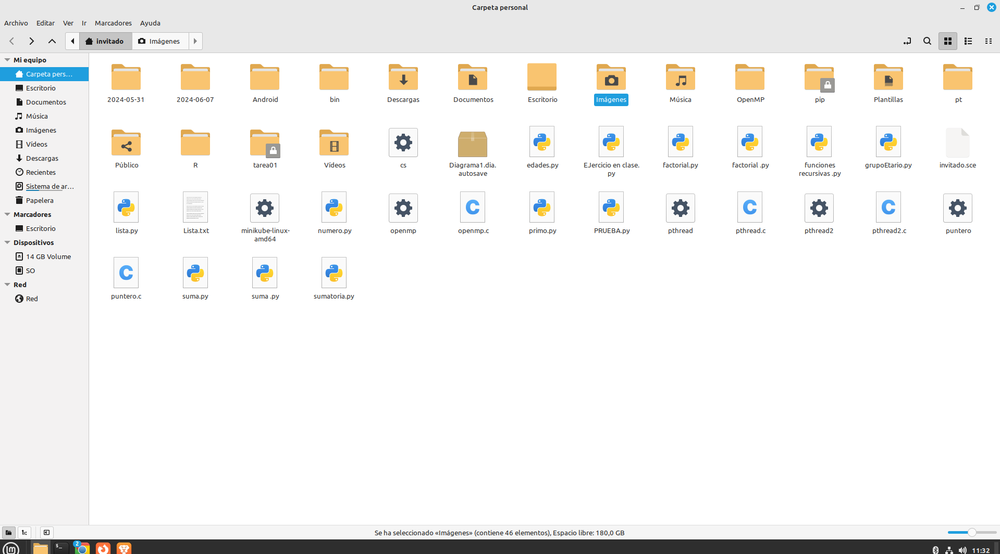 Carpeta personal
Archivo Editar Ver Ir Marcadores Ayuda
invitado Imágenes
Mi equipo
Carpeta pers...
Escritorio
Documentos
Música
Imágenes
Vídeos
Descargas
Recientes
Sistema de ar...
Papelera
Marcadores
Escritorio
Dispositivos
14 GB Volume
SO
Red
Red
2024-05-31 2024-06-07 Android bin Descargas Documentos Escritorio Imágenes Música OpenMP pip Plantillas pt
Público R tarea01 Vídeos cs Diagrama1.dia. edades.py EJercicio en clase. factorial.py factorial .py funciones grupoEtario.py invitado.sce
autosave py recursivas .py
lista.py Lista.txt minikube-linux- numero.py openmp openmp.c primo.py PRUEBA.py pthread pthread.c pthread2 pthread2.c puntero
amd64
puntero.c suma.py suma .py sumatoria.py
Se ha seleccionado «Imágenes» (contiene 46 elementos), Espacio libre: 180,0 GB
2
11:32